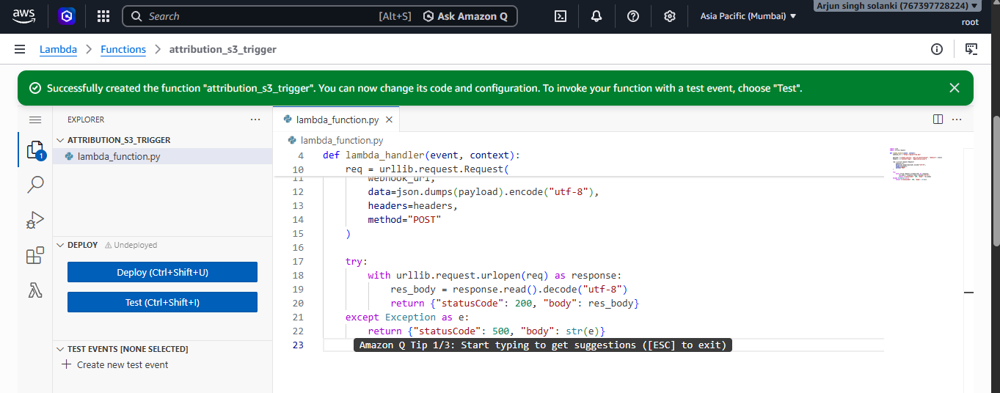 aws
Search [Alt+S] Ask Amazon Q
Asia Pacific (Mumbai) ▼
Arjun singh solanki (767397728224) ▼
root
Lambda > Functions > attribution_s3_trigger
Successfully created the function "attribution_s3_trigger". You can now change its code and configuration. To invoke your function with a test event, choose "Test".
EXPLORER
ATTRIBUTION_S3_TRIGGER
lambda_function.py
1
DEPLOY Undeployed
Deploy (Ctrl+Shift+U)
Test (Ctrl+Shift+I)
TEST EVENTS [NONE SELECTED]
Create new test event
lambda_function.py
lambda_function.py
4 def lambda_handler(event, context):
10 req = urllib.request.Request(
11 webhook_url,
12 data=json.dumps(payload).encode("utf-8"),
13 headers=headers,
14 method="POST"
15 )
16
17 try:
18 with urllib.request.urlopen(req) as response:
19 res_body = response.read().decode("utf-8")
20 return {"statusCode": 200, "body": res_body}
21 except Exception as e:
22 return {"statusCode": 500, "body": str(e)}
23 Amazon Q Tip 1/3: Start typing to get suggestions ([ESC] to exit)